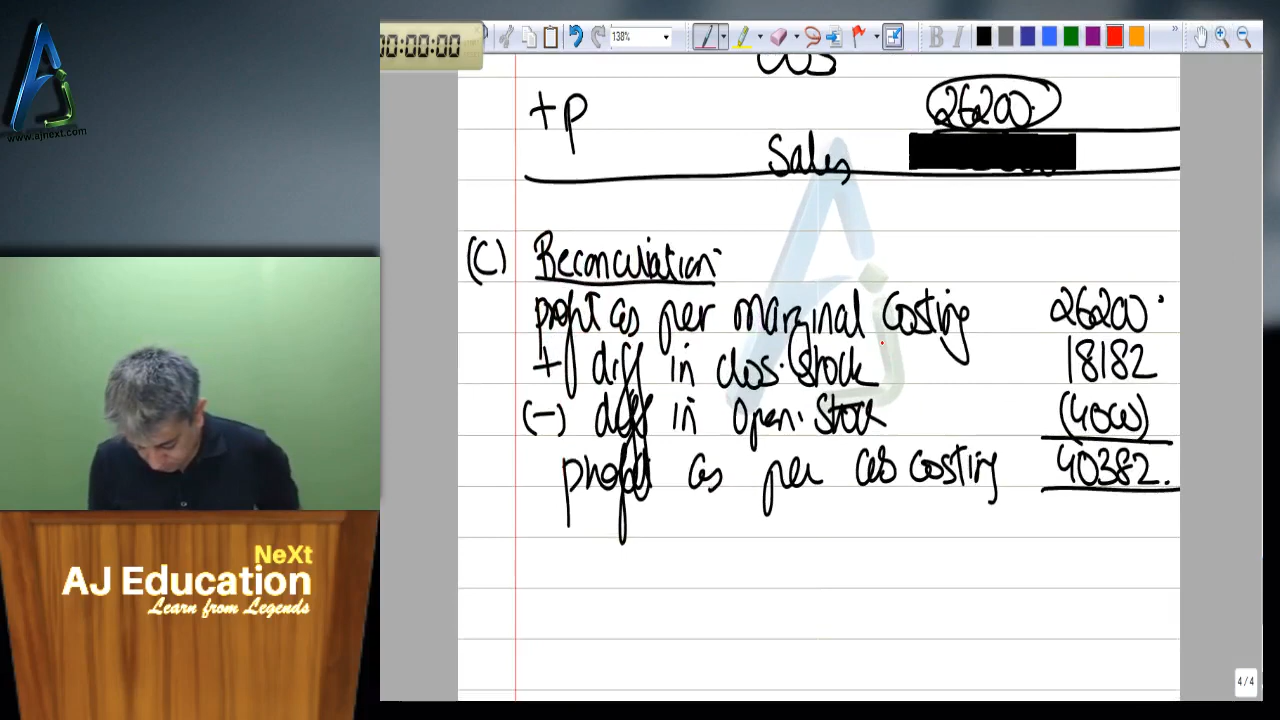 www.ajnext.com
00:00:00
138%
B I
cos
+p 26200.
Sales
(C) Reconciliation
profit as per marginal costing 26200.
+ diff in clos. stock 18182
(-) diff in open. stock (4000)
profit as per ab costing 40382.
NeXt
AJ Education
Learn from Legends
4/4